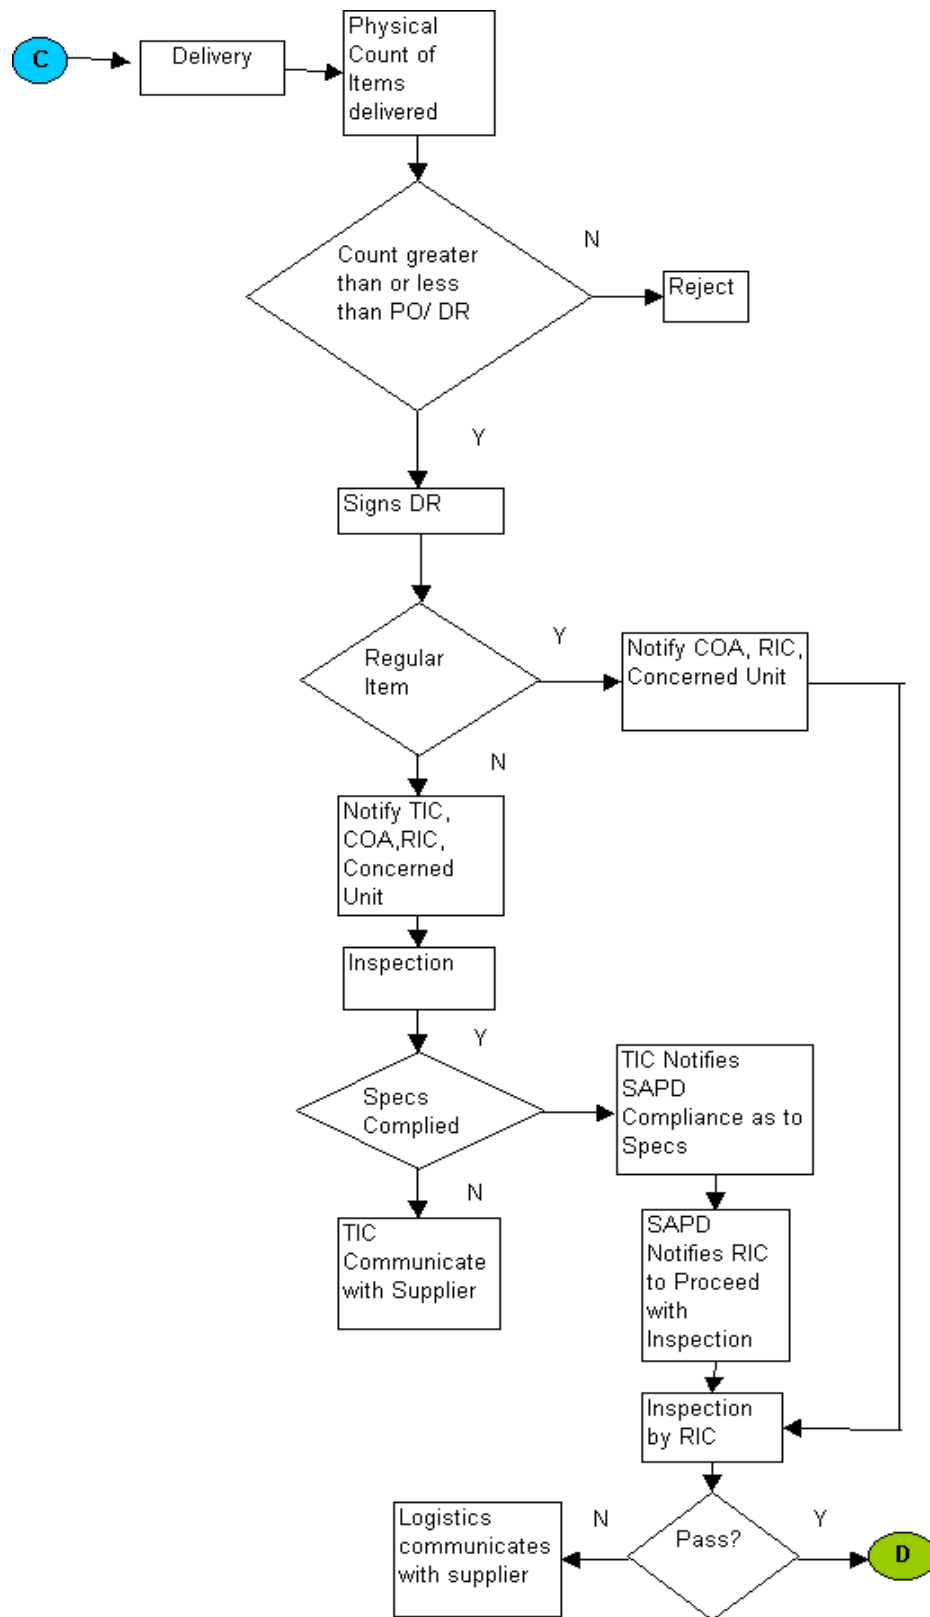 C
Delivery
Physical
Count of
Items
delivered
Count greater
than or less
than PO/ DR
N
Reject
Y
Signs DR
Regular
Item
Y
Notify COA, RIC,
Concerned Unit
N
Notify TIC,
COA,RIC,
Concerned
Unit
Inspection
Y
Specs
Complied
TIC Notifies
SAPD
Compliance as to
Specs
N
TIC
Communicate
with Supplier
SAPD
Notifies RIC
to Proceed
with
Inspection
Inspection
by RIC
Pass?
N
Logistics
communicates
with supplier
Y
D